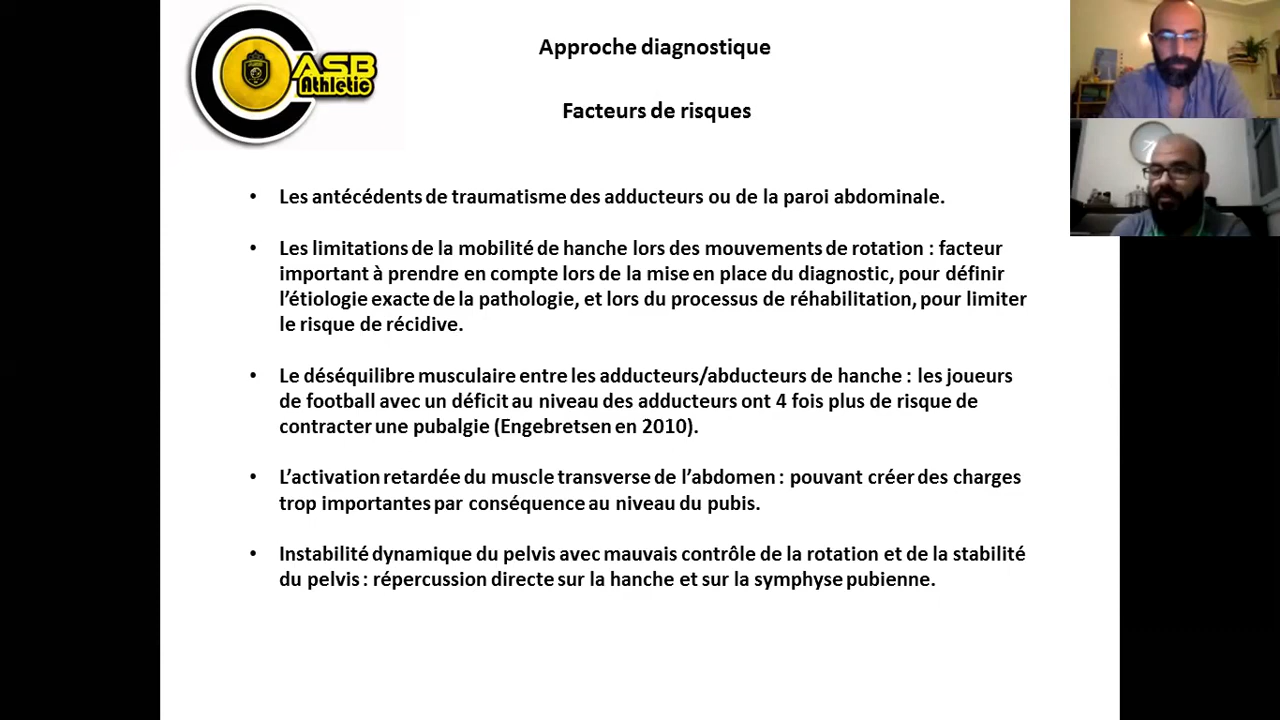 ASB
Athletic
Approche diagnostique
Facteurs de risques
• Les antécédents de traumatisme des adducteurs ou de la paroi abdominale.
• Les limitations de la mobilité de hanche lors des mouvements de rotation : facteur
important à prendre en compte lors de la mise en place du diagnostic, pour définir
l’étiologie exacte de la pathologie, et lors du processus de réhabilitation, pour limiter
le risque de récidive.
• Le déséquilibre musculaire entre les adducteurs/abducteurs de hanche : les joueurs
de football avec un déficit au niveau des adducteurs ont 4 fois plus de risque de
contracter une pubalgie (Engebretsen en 2010).
• L’activation retardée du muscle transverse de l’abdomen : pouvant créer des charges
trop importantes par conséquence au niveau du pubis.
• Instabilité dynamique du pelvis avec mauvais contrôle de la rotation et de la stabilité
du pelvis : répercussion directe sur la hanche et sur la symphyse pubienne.